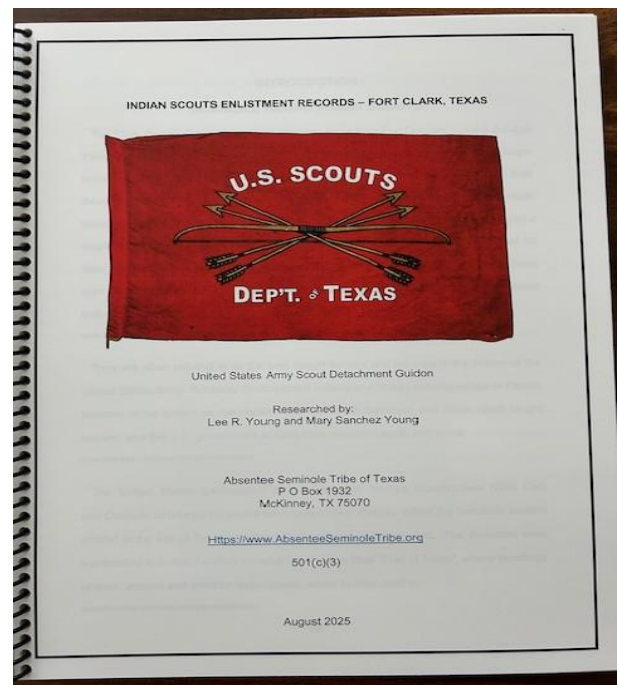 INDIAN SCOUTS ENLISTMENT RECORDS – FORT CLARK, TEXAS
U.S. SCOUTS
DEP'T. of TEXAS
United States Army Scout Detachment Guidon
Researched by:
Lee R. Young and Mary Sanchez Young
Absentee Seminole Tribe of Texas
P O Box 1932
McKinney, TX 75070
Https://www.AbsenteeSeminoleTribe.org
501(c)(3)
August 2025